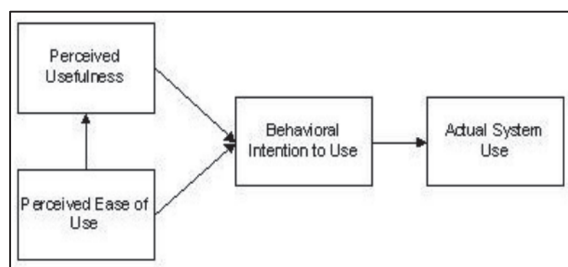 Perceived
Usefulness
Behavioral
Intention to Use
Actual System
Use
Perceived Ease of
Use